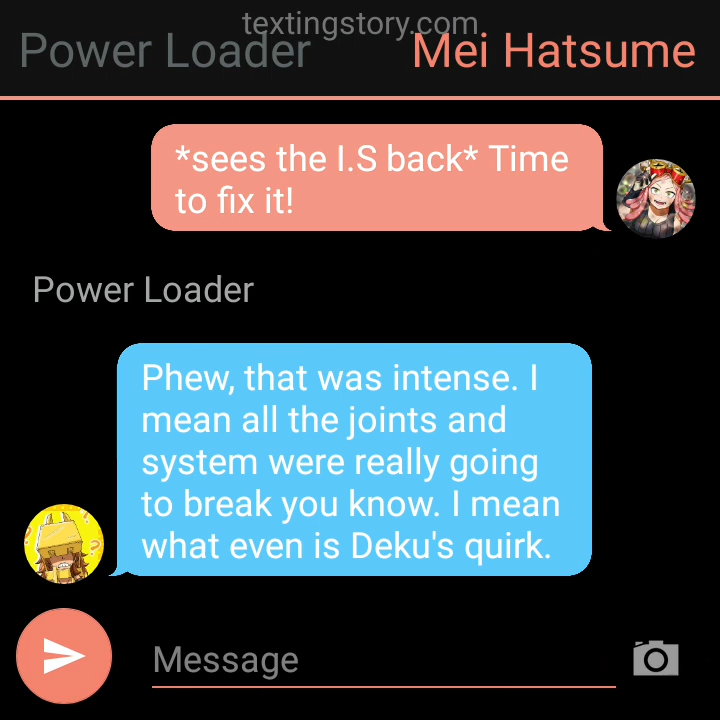 textingstory.com
Power Loader
Mei Hatsume
*sees the I.S back* Time
to fix it!
Power Loader
Phew, that was intense. I
mean all the joints and
system were really going
to break you know. I mean
what even is Deku's quirk.
Message